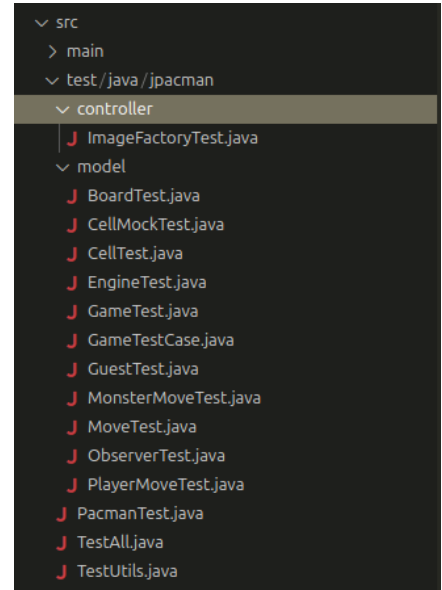 src
main
test/java/jpacman
controller
J ImageFactoryTest.java
model
J BoardTest.java
J CellMockTest.java
J CellTest.java
J EngineTest.java
J GameTest.java
J GameTestCase.java
J GuestTest.java
J MonsterMoveTest.java
J MoveTest.java
J ObserverTest.java
J PlayerMoveTest.java
J PacmanTest.java
J TestAll.java
J TestUtils.java